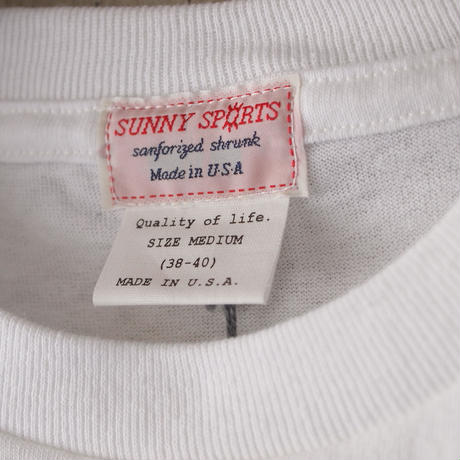 SUNNY SPORTS
sanforized shrunk
Made in U.S.A
Quality of life.
SIZE MEDIUM
(38-40)
MADE IN U.S.A.